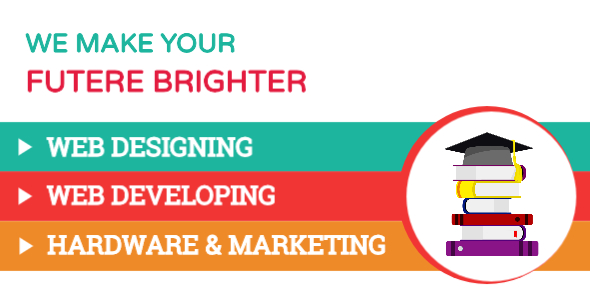 WE MAKE YOUR
FUTERE BRIGHTER
WEB DESIGNING
WEB DEVELOPING
HARDWARE & MARKETING